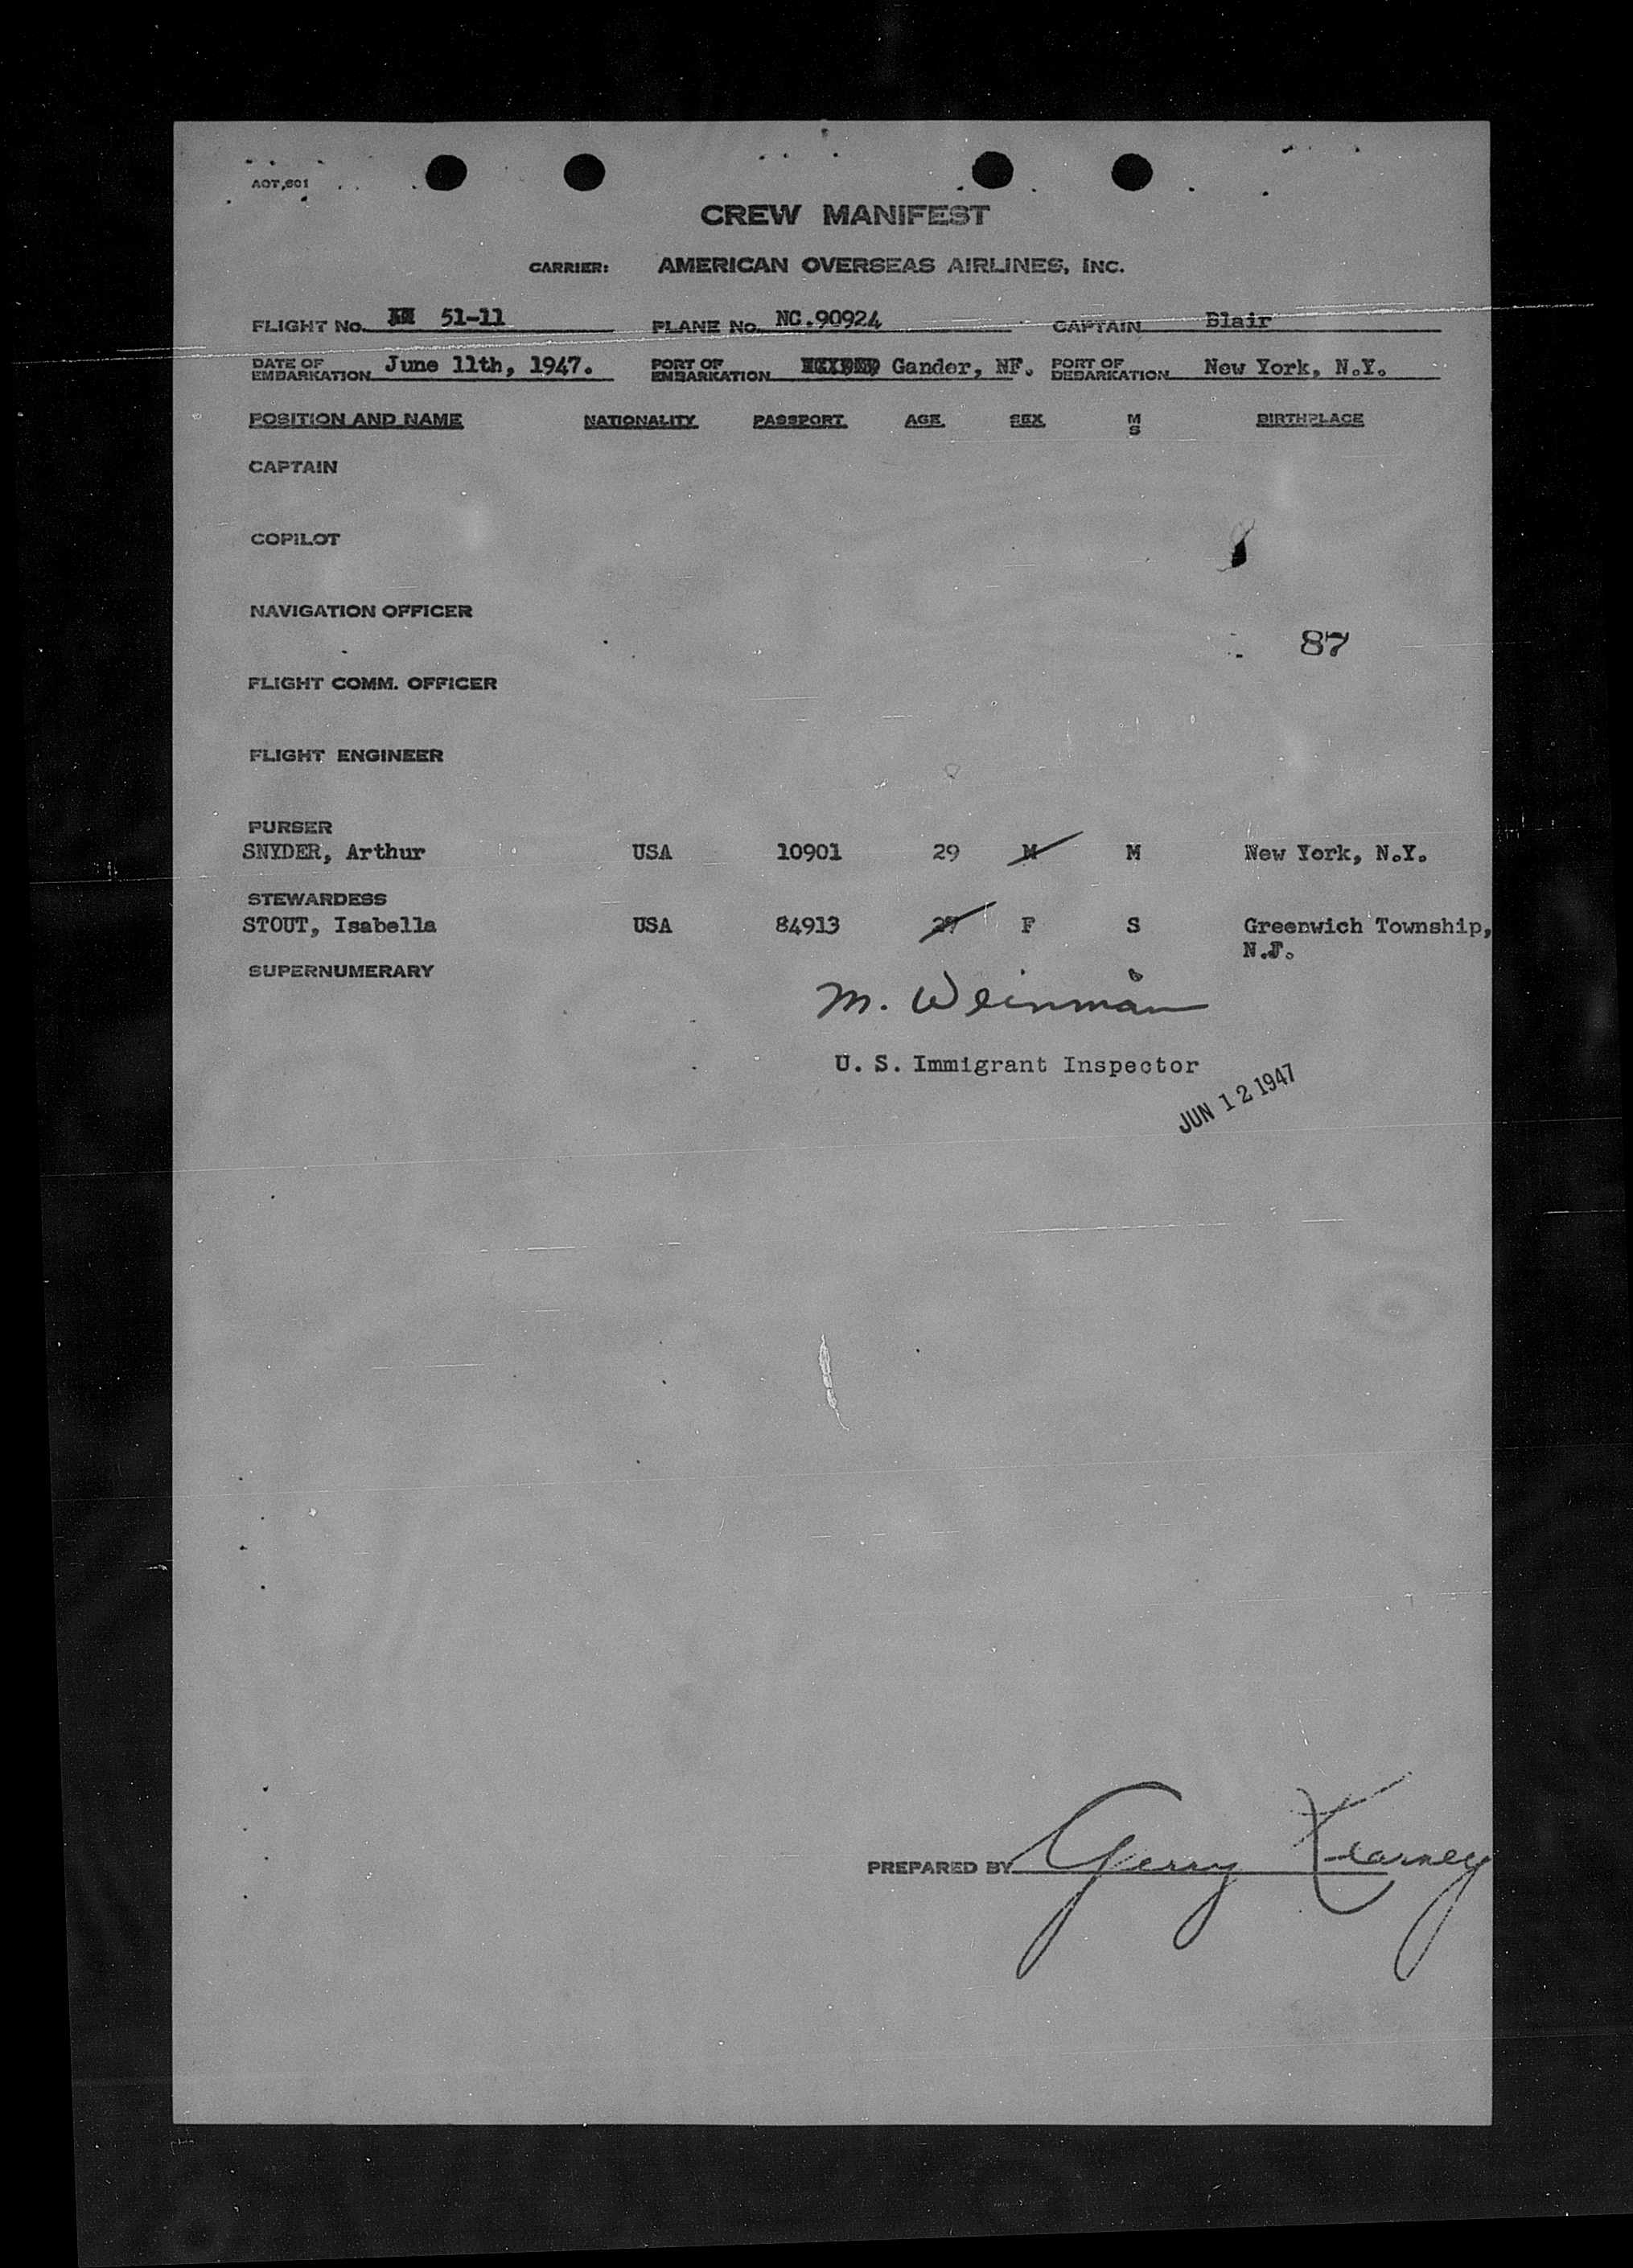 AOT,601
CREW MANIFEST
CARRIER: AMERICAN OVERSEAS AIRLINES, INC.
FLIGHT No. 51-11 PLANE No. NC.90924 CAPTAIN Blair
DATE OF EMBARKATION June 11th, 1947. PORT OF EMBARKATION Gander, NF. PORT OF DEBARKATION New York, N.Y.
POSITION AND NAME NATIONALITY PASSPORT AGE SEX M S BIRTHPLACE
CAPTAIN
COPILOT
NAVIGATION OFFICER
87
FLIGHT COMM. OFFICER
FLIGHT ENGINEER
PURSER
SNYDER, Arthur USA 10901 29 M M New York, N.Y.
STEWARDESS
STOUT, Isabella USA 84913 27 F S Greenwich Township,
N.J.
SUPERNUMERARY
M. Weinman
U. S. Immigrant Inspector
JUN 12 1947
PREPARED BY Gerry Kearney